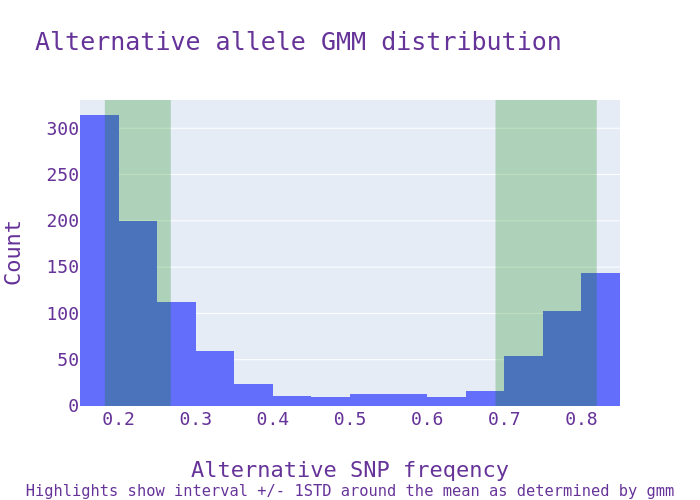 Alternative allele GMM distribution
300
250
200
150
100
50
0
Count
0.2 0.3 0.4 0.5 0.6 0.7 0.8
Alternative SNP freqency
Highlights show interval +/- 1STD around the mean as determined by gmm